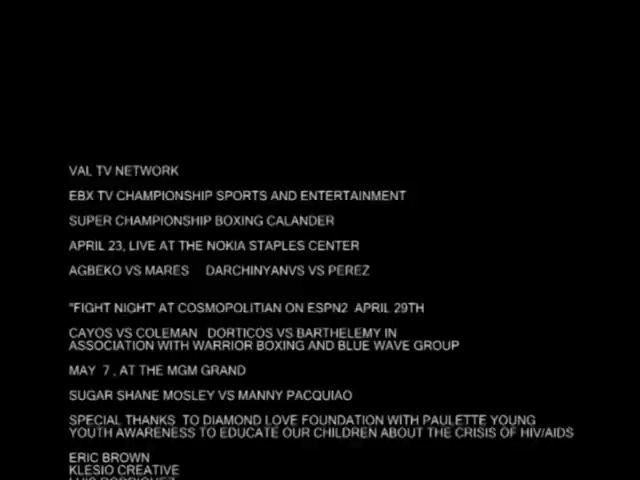 VAL TV NETWORK
EBX TV CHAMPIONSHIP SPORTS AND ENTERTAINMENT
SUPER CHAMPIONSHIP BOXING CALANDER
APRIL 23, LIVE AT THE NOKIA STAPLES CENTER
AGBEKO VS MARES DARCHINYANVS VS PEREZ
"FIGHT NIGHT' AT COSMOPOLITIAN ON ESPN2 APRIL 29TH
CAYOS VS COLEMAN DORTICOS VS BARTHELEMY IN
ASSOCIATION WITH WARRIOR BOXING AND BLUE WAVE GROUP
MAY 7 , AT THE MGM GRAND
SUGAR SHANE MOSLEY VS MANNY PACQUIAO
SPECIAL THANKS TO DIAMOND LOVE FOUNDATION WITH PAULETTE YOUNG
YOUTH AWARENESS TO EDUCATE OUR CHILDREN ABOUT THE CRISIS OF HIV/AIDS
ERIC BROWN
KLESIO CREATIVE